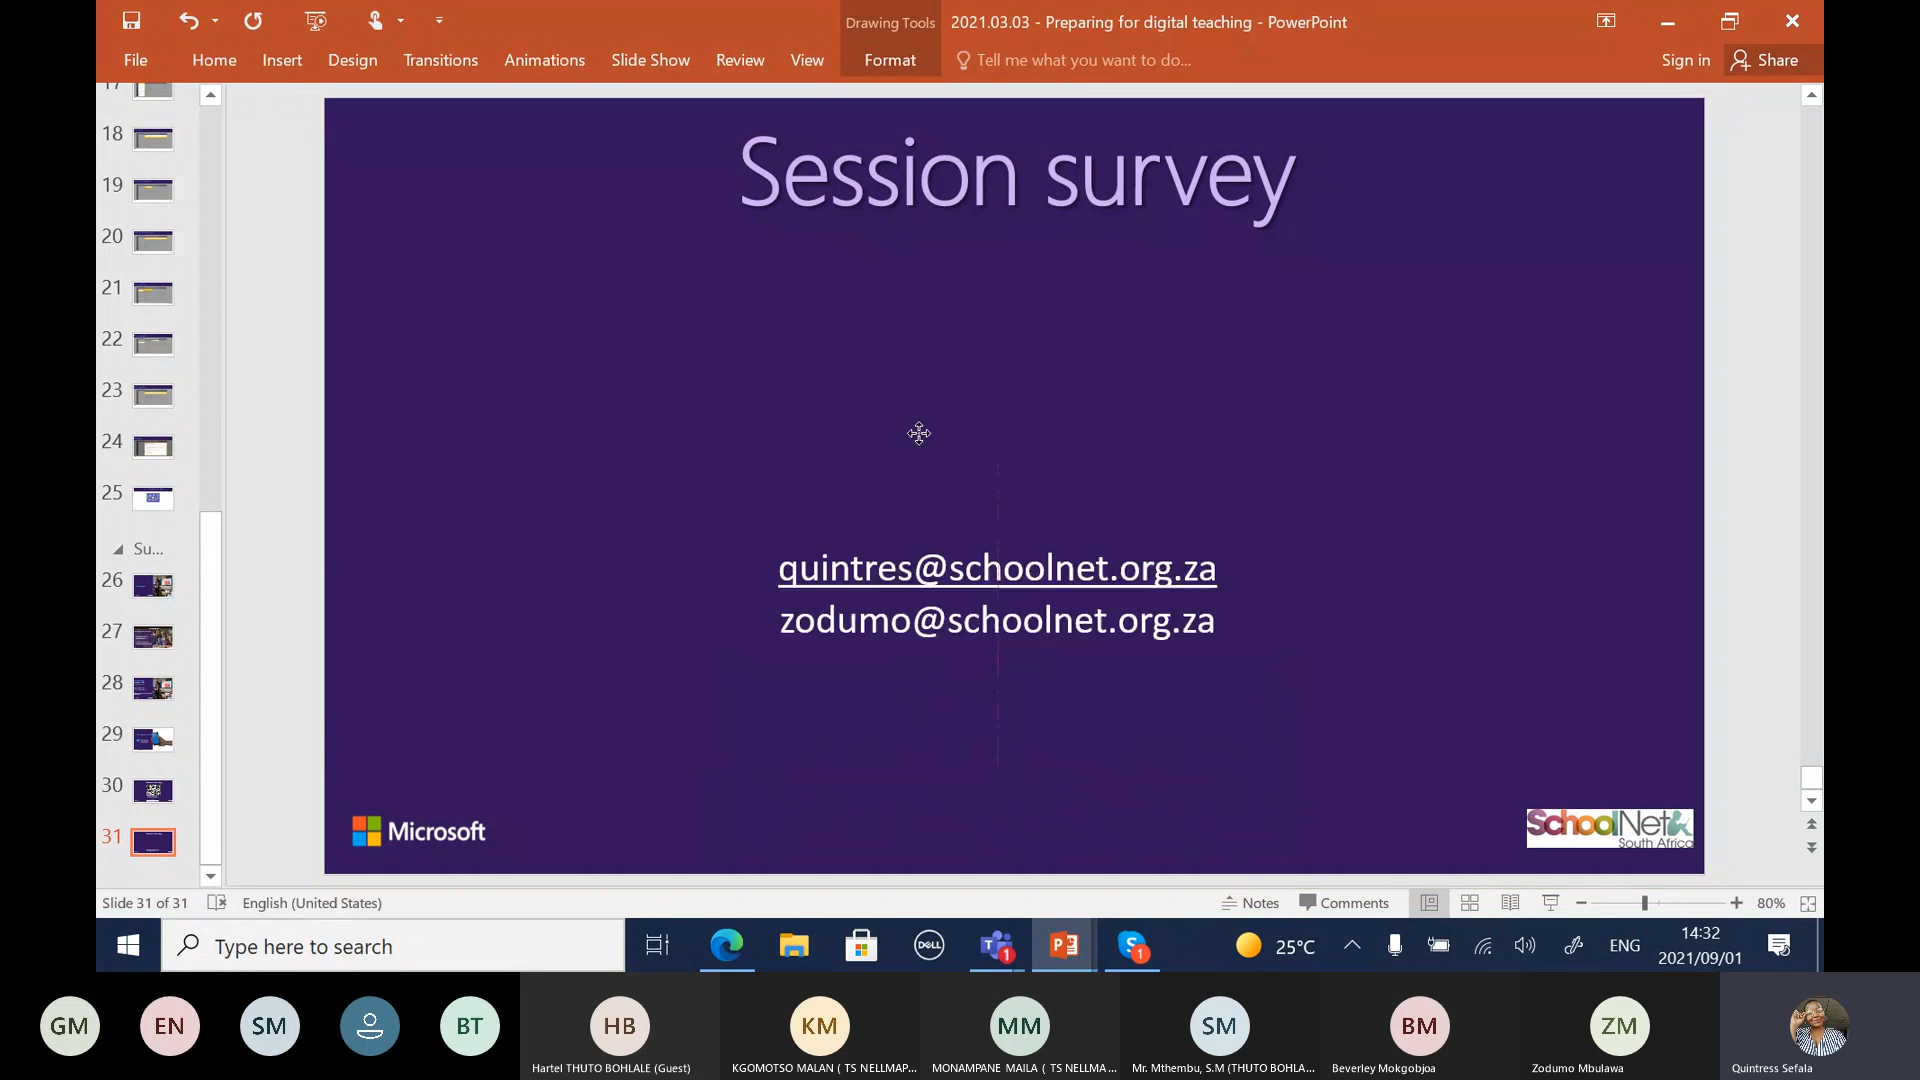 Drawing Tools
2021.03.03 - Preparing for digital teaching - PowerPoint
File
Home
Insert
Design
Transitions
Animations
Slide Show
Review
View
Format
Tell me what you want to do...
Sign in
Share
17
18
19
20
21
22
23
24
25
Su...
26
27
28
29
30
31
Session survey
quintres@schoolnet.org.za
zodumo@schoolnet.org.za
Microsoft
SchoolNet
South Africa
Slide 31 of 31
English (United States)
Notes
Comments
80%
Type here to search
DELL
T
1
P
S
1
25°C
ENG
14:32
2021/09/01
GM
EN
SM
BT
HB
KM
MM
SM
BM
ZM
Hartel THUTO BOHLALE (Guest)
KGOMOTSO MALAN ( TS NELLMAP...
MONAMPANE MAILA ( TS NELLMA ...
Mr. Mthembu, S.M (THUTO BOHLA...
Beverley Mokgobjoa
Zodumo Mbulawa
Quintress Sefala